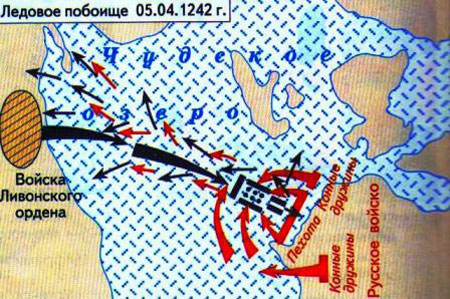 Ледовое побоище 05.04.1242 г.
Чудское
озеро
Войска
Ливонского
ордена
Пехота
Конные
дружины
Конные
дружины
Русское войско